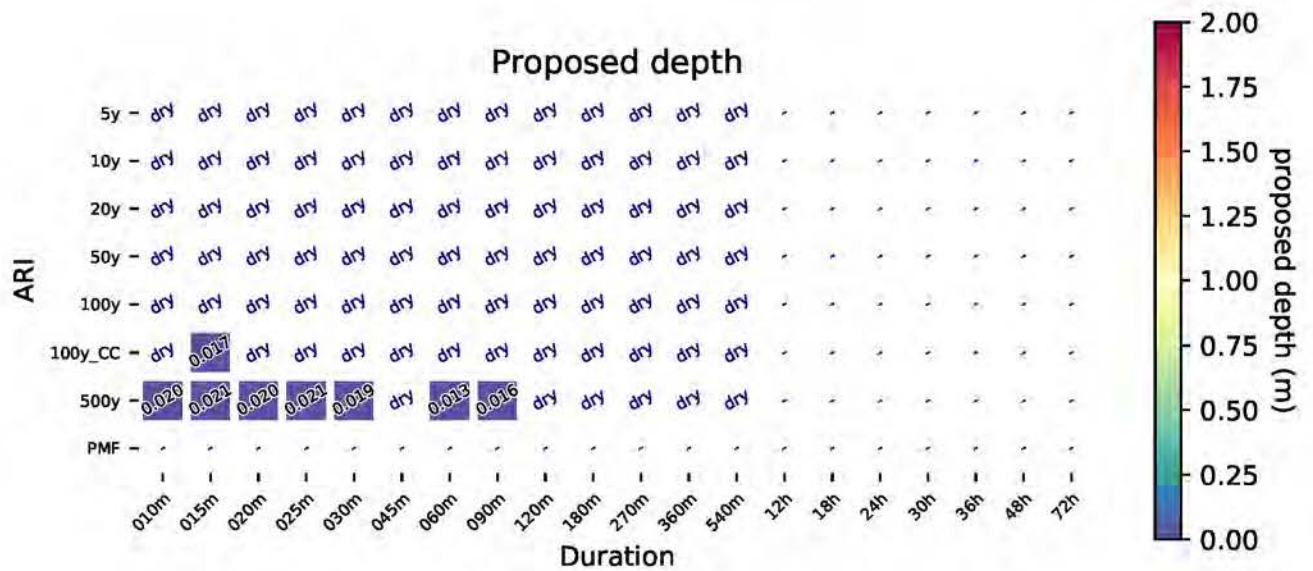 Proposed depth
5y dry dry dry dry dry dry dry dry dry dry dry dry dry - - - - - - -
10y dry dry dry dry dry dry dry dry dry dry dry dry dry - - - - - - -
20y dry dry dry dry dry dry dry dry dry dry dry dry dry - - - - - - -
50y dry dry dry dry dry dry dry dry dry dry dry dry dry - - - - - - -
100y dry dry dry dry dry dry dry dry dry dry dry dry dry - - - - - - -
100y_CC dry 0.017 dry dry dry dry dry dry dry dry dry dry dry - - - - - - -
500y 0.020 0.021 0.020 0.021 0.019 dry 0.013 0.016 dry dry dry dry dry - - - - - - -
PMF - - - - - - - - - - - - - - - - - - - -
010m 015m 020m 025m 030m 045m 060m 090m 120m 180m 270m 360m 540m 12h 18h 24h 30h 36h 48h 72h
Duration
ARI
2.00
1.75
1.50
1.25
1.00
0.75
0.50
0.25
0.00
proposed depth (m)